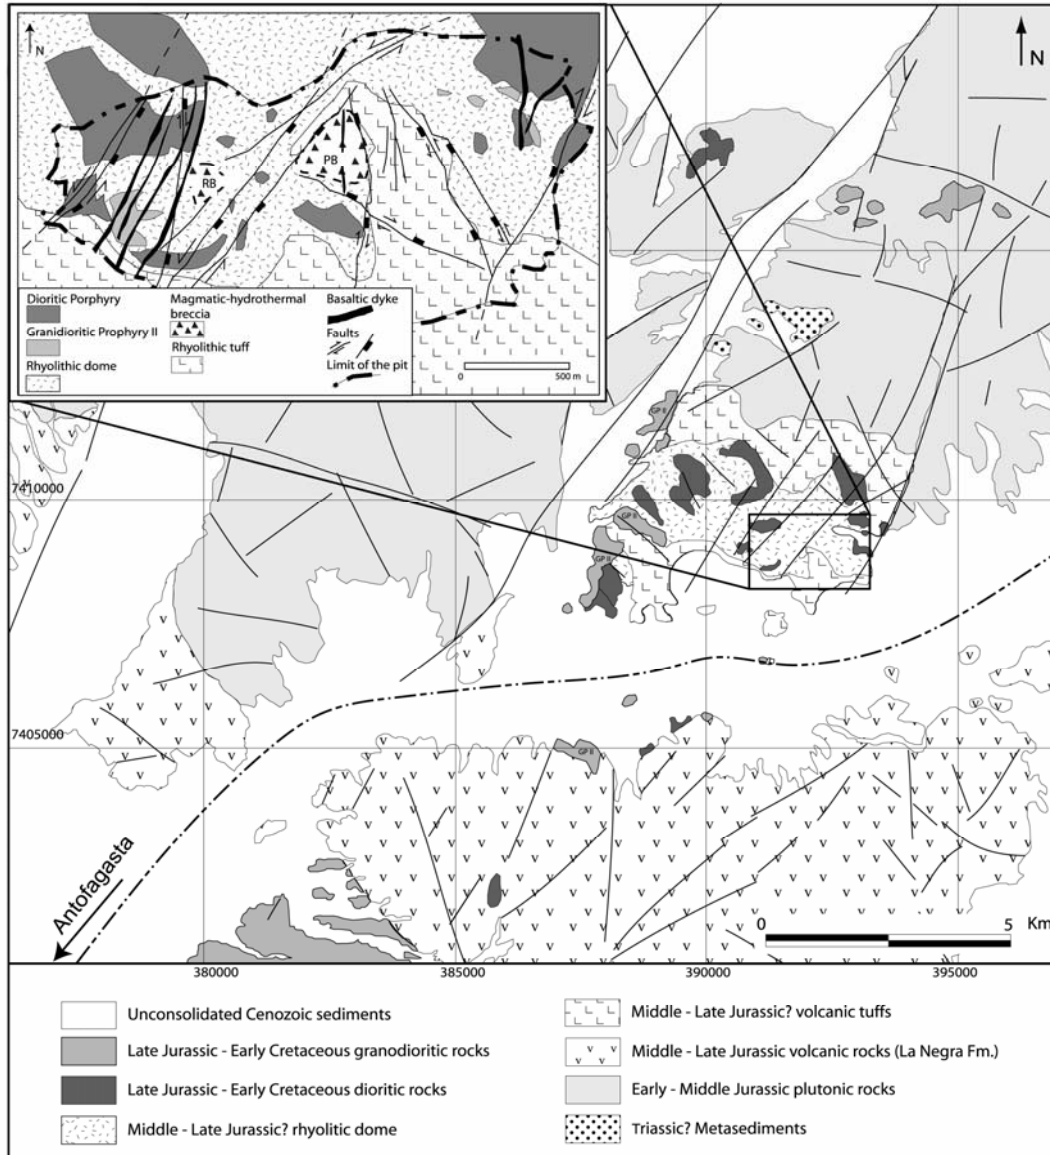 N
N
RB
PB
Dioritic Porphyry
Granidioritic Prophyry II
Rhyolithic dome
Magmatic-hydrothermal
breccia
Rhyolithic tuff
Basaltic dyke
Faults
Limit of the pit
0 500 m
GP II
7410000
GP II
GP II
7405000
GP II
Antofagasta
0 5 Km
380000 385000 390000 395000
Unconsolidated Cenozoic sediments
Late Jurassic - Early Cretaceous granodioritic rocks
Late Jurassic - Early Cretaceous dioritic rocks
Middle - Late Jurassic? rhyolitic dome
Middle - Late Jurassic? volcanic tuffs
Middle - Late Jurassic volcanic rocks (La Negra Fm.)
Early - Middle Jurassic plutonic rocks
Triassic? Metasediments